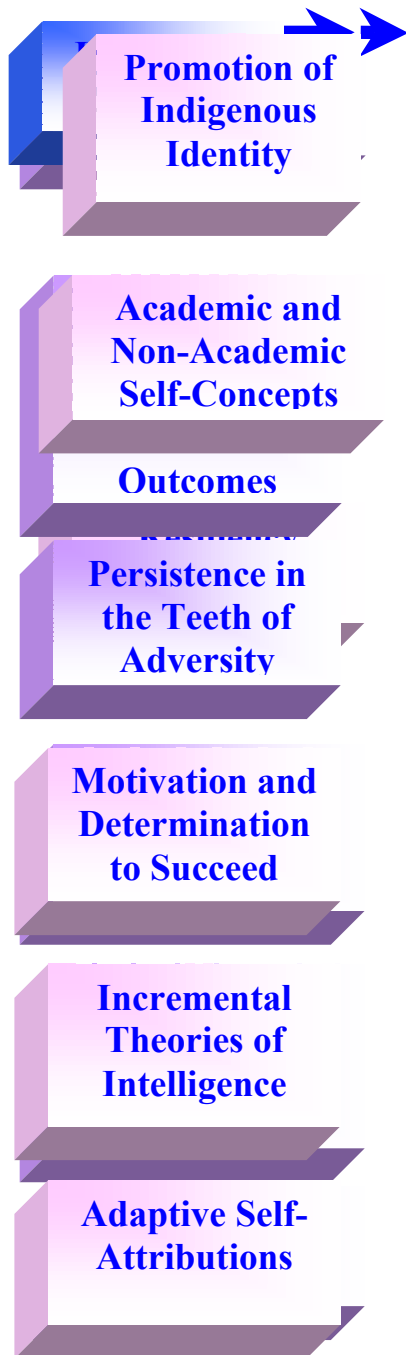 Promotion of
Indigenous
Identity
Academic and
Non-Academic
Self-Concepts
Outcomes
Persistence in
the Teeth of
Adversity
Motivation and
Determination
to Succeed
Incremental
Theories of
Intelligence
Adaptive Self-
Attributions